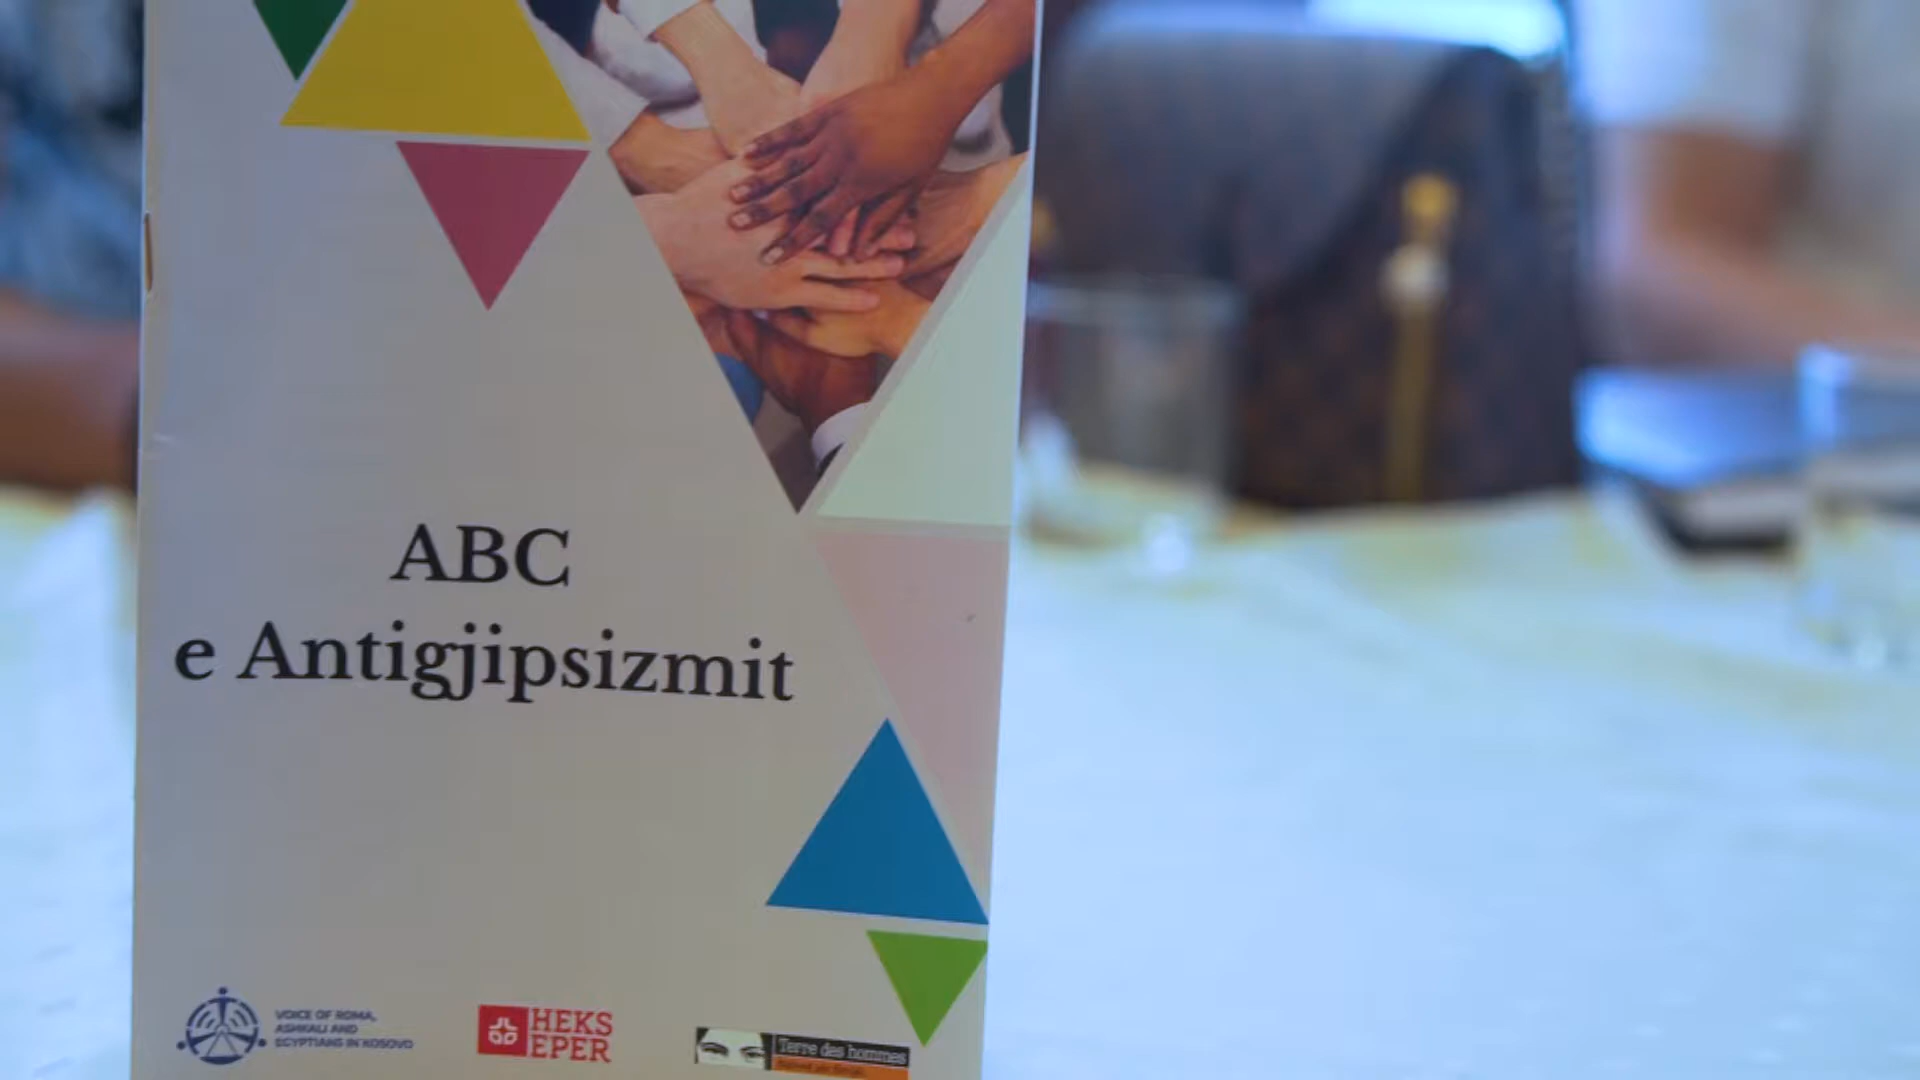 ABC
e Antigjipsizmit
VOICE OF ROMA,
ASHKALI AND
EGYPTIANS IN KOSOVO
HEKS
EPER
Terre des hommes